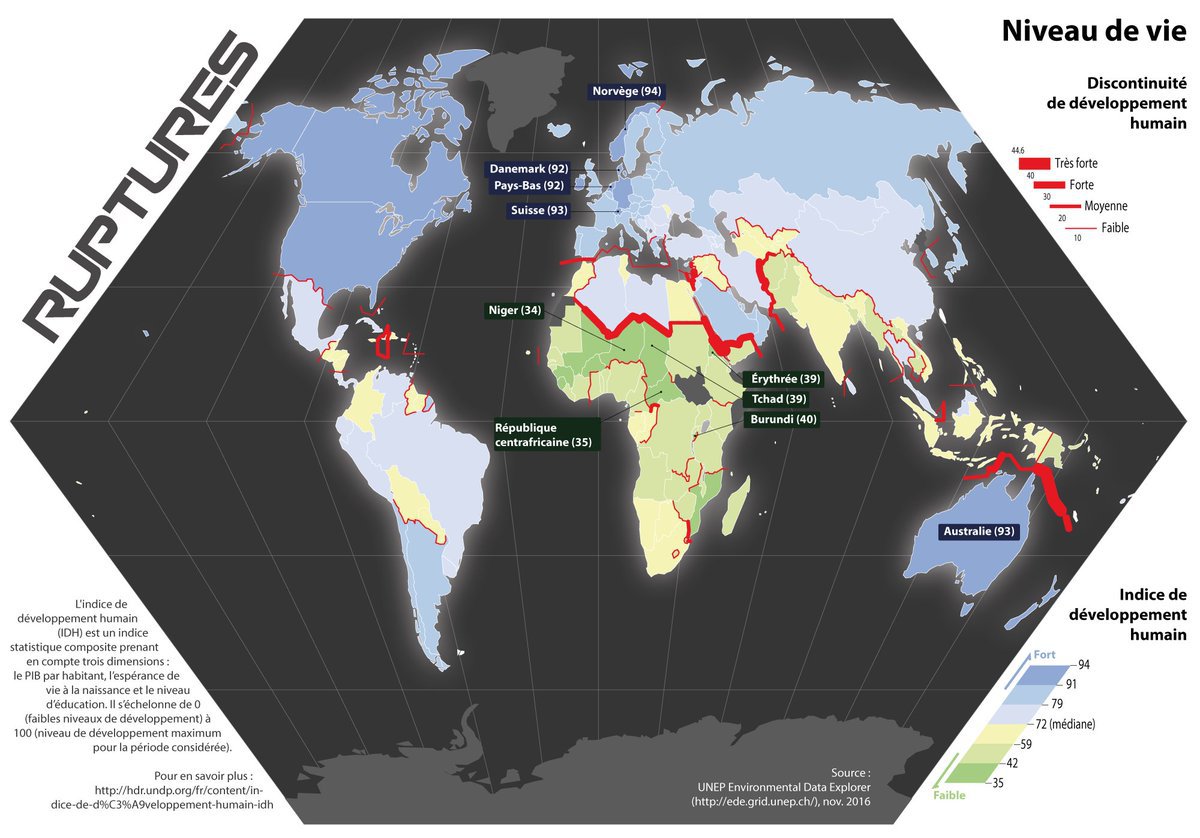 RUPTURES
Niveau de vie
Discontinuité
de développement
humain
44.6
Très forte
40
Forte
30
Moyenne
20
Faible
10
Norvège (94)
Danemark (92)
Pays-Bas (92)
Suisse (93)
Niger (34)
Érythrée (39)
Tchad (39)
Burundi (40)
République
centrafricaine (35)
Australie (93)
L'indice de
développement humain
(IDH) est un indice
statistique composite prenant
en compte trois dimensions :
le PIB par habitant, l'espérance de
vie à la naissance et le niveau
d'éducation. Il s'échelonne de 0
(faibles niveaux de développement) à
100 (niveau de développement maximum
pour la période considérée).
Pour en savoir plus :
http://hdr.undp.org/fr/content/in-
dice-de-d%C3%A9veloppement-humain-idh
Source :
UNEP Environmental Data Explorer
(http://ede.grid.unep.ch/), nov. 2016
Indice de
développement
humain
Fort
94
91
79
72 (médiane)
59
42
35
Faible